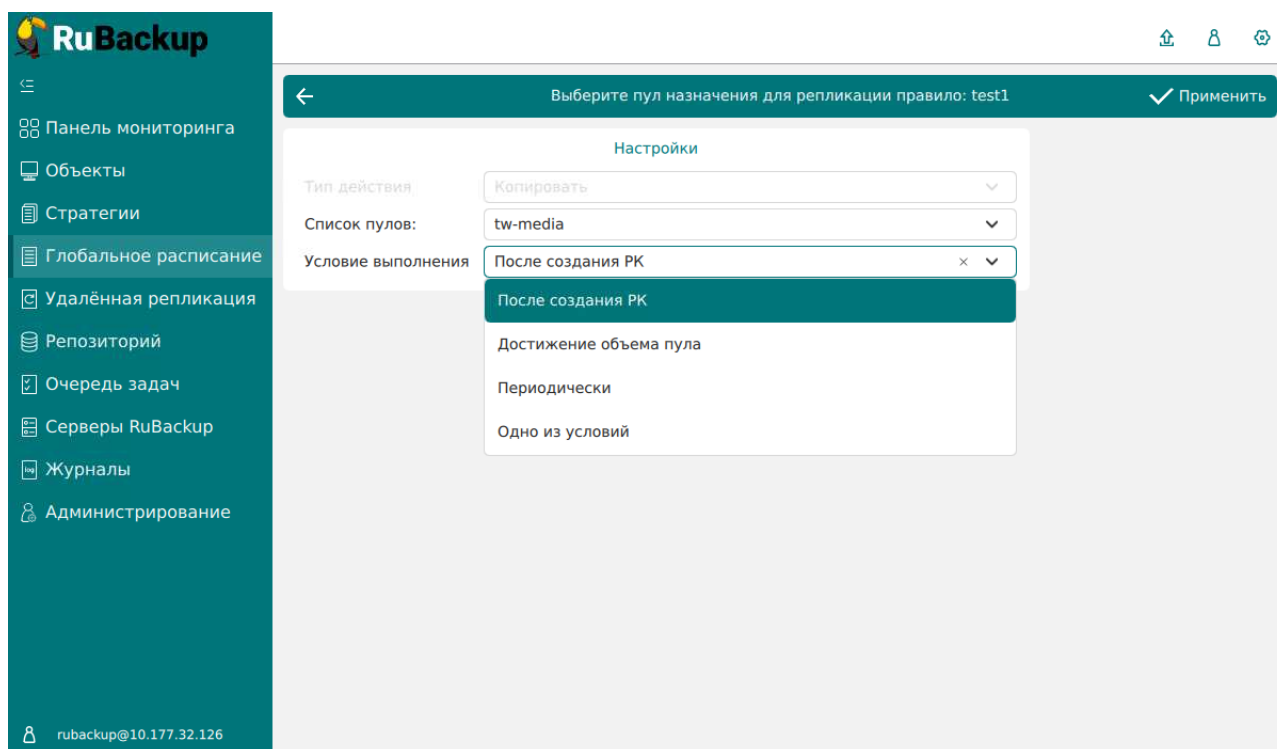 RuBackup
Выберите пул назначения для репликации правило: test1
Применить
Панель мониторинга
Объекты
Стратегии
Глобальное расписание
Удалённая репликация
Репозиторий
Очередь задач
Серверы RuBackup
log Журналы
Администрирование
rubackup@10.177.32.126
Настройки
Тип действия Копировать
Список пулов: tw-media
Условие выполнения После создания РК
После создания РК
Достижение объема пула
Периодически
Одно из условий